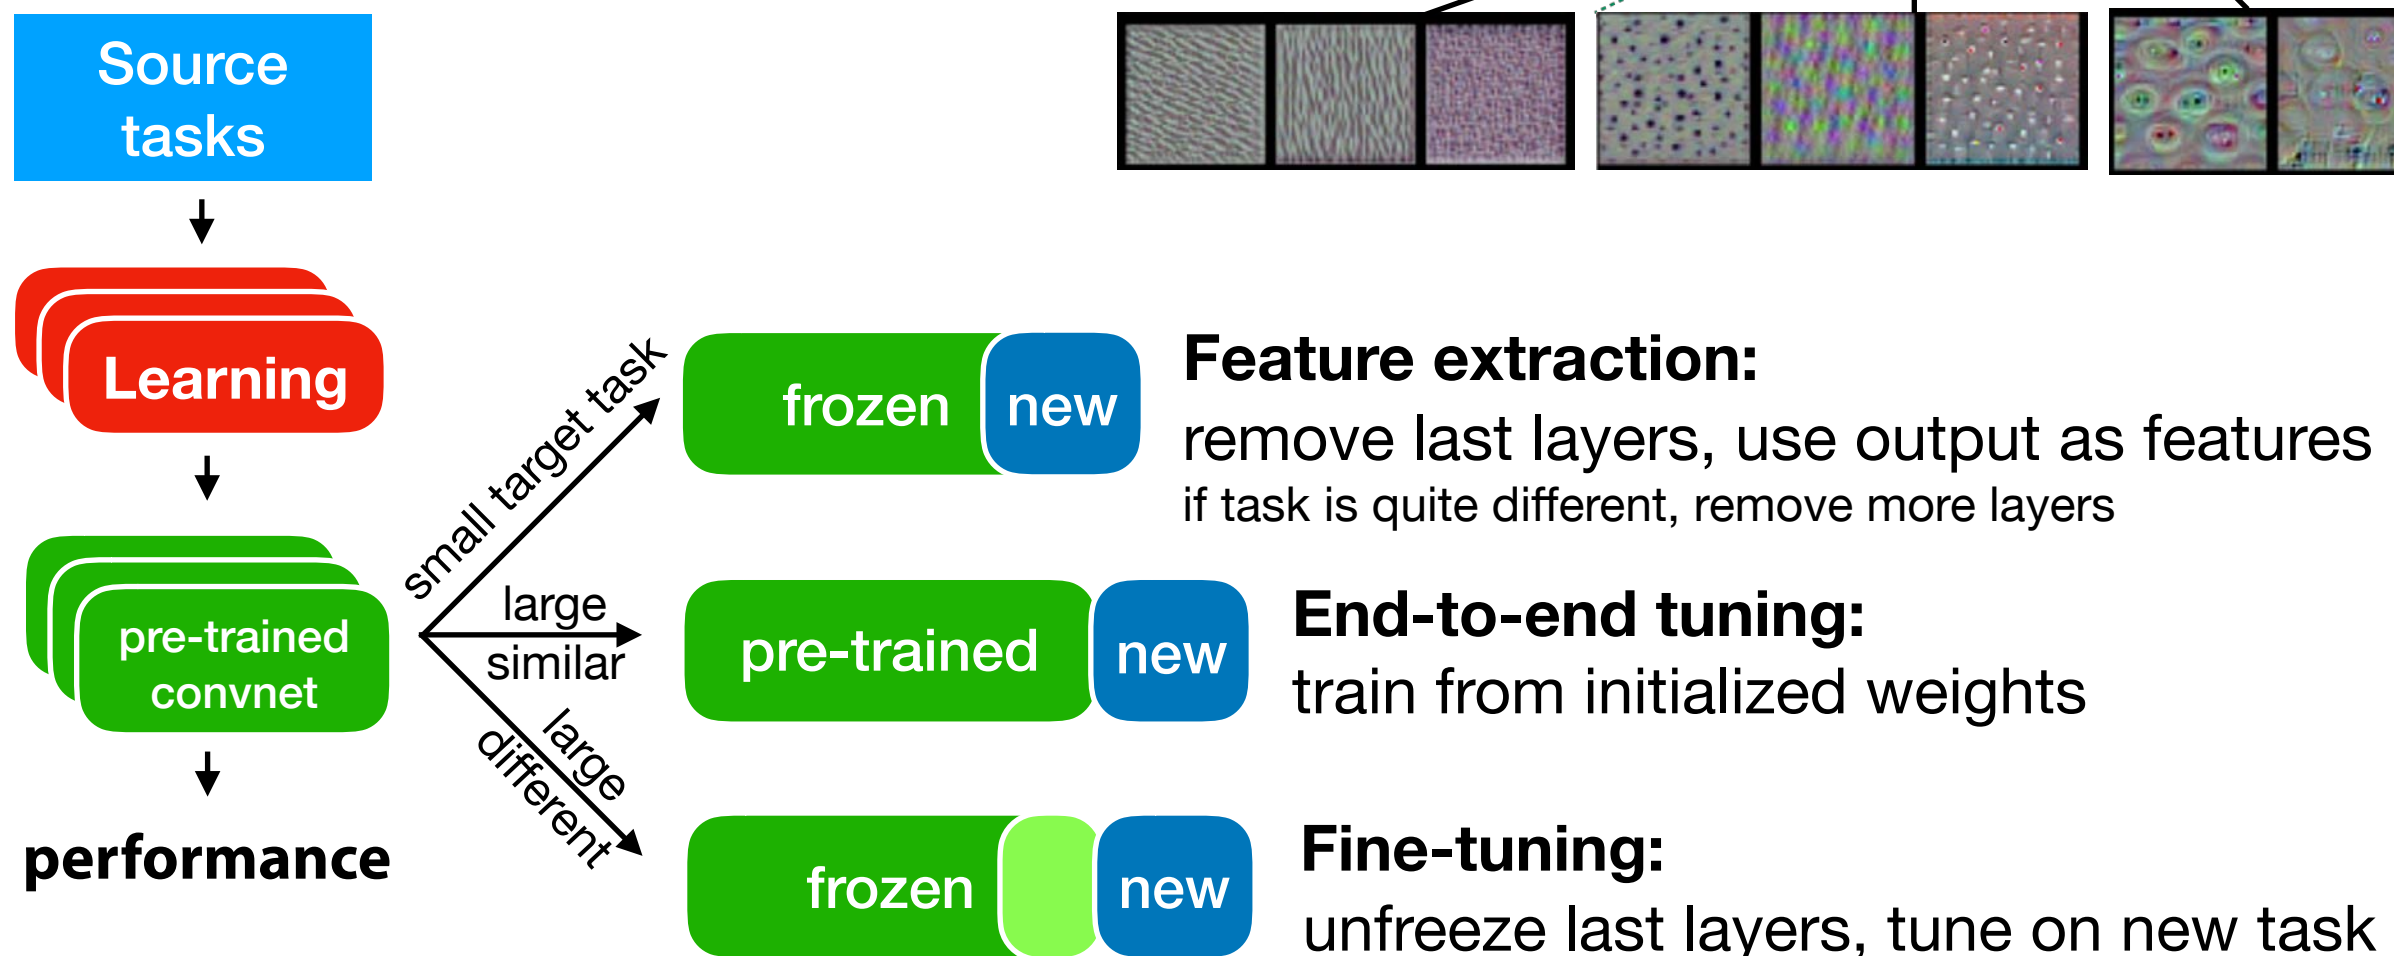 Source
tasks
Learning
pre-trained
convnet
performance
small target task
large
similar
large
different
frozen
new
Feature extraction:
remove last layers, use output as features
if task is quite different, remove more layers
pre-trained
new
End-to-end tuning:
train from initialized weights
frozen
new
Fine-tuning:
unfreeze last layers, tune on new task